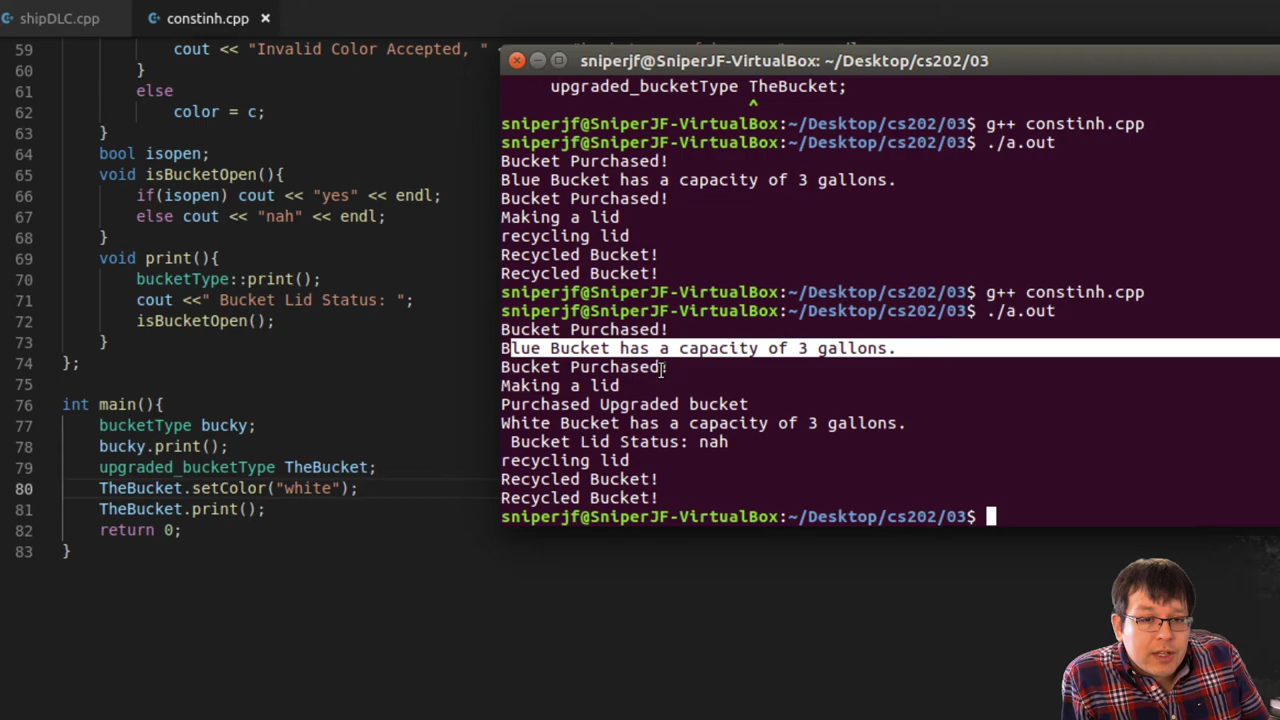 shipDLC.cpp
constinh.cpp ×
59 cout << "Invalid Color Accepted, " <
60 }
61 else
62 color = c;
63 }
64 bool isopen;
65 void isBucketOpen(){
66 if(isopen) cout << "yes" << endl;
67 else cout << "nah" << endl;
68 }
69 void print(){
70 bucketType::print();
71 cout <<" Bucket Lid Status: ";
72 isBucketOpen();
73 }
74 };
75
76 int main(){
77 bucketType bucky;
78 bucky.print();
79 upgraded_bucketType TheBucket;
80 TheBucket.setColor("white");
81 TheBucket.print();
82 return 0;
83 }
sniperjf@SniperJF-VirtualBox: ~/Desktop/cs202/03
upgraded_bucketType TheBucket;
^
sniperjf@SniperJF-VirtualBox:~/Desktop/cs202/03$ g++ constinh.cpp
sniperjf@SniperJF-VirtualBox:~/Desktop/cs202/03$ ./a.out
Bucket Purchased!
Blue Bucket has a capacity of 3 gallons.
Bucket Purchased!
Making a lid
recycling lid
Recycled Bucket!
Recycled Bucket!
sniperjf@SniperJF-VirtualBox:~/Desktop/cs202/03$ g++ constinh.cpp
sniperjf@SniperJF-VirtualBox:~/Desktop/cs202/03$ ./a.out
Bucket Purchased!
Blue Bucket has a capacity of 3 gallons.
Bucket Purchased!
Making a lid
Purchased Upgraded bucket
White Bucket has a capacity of 3 gallons.
Bucket Lid Status: nah
recycling lid
Recycled Bucket!
Recycled Bucket!
sniperjf@SniperJF-VirtualBox:~/Desktop/cs202/03$